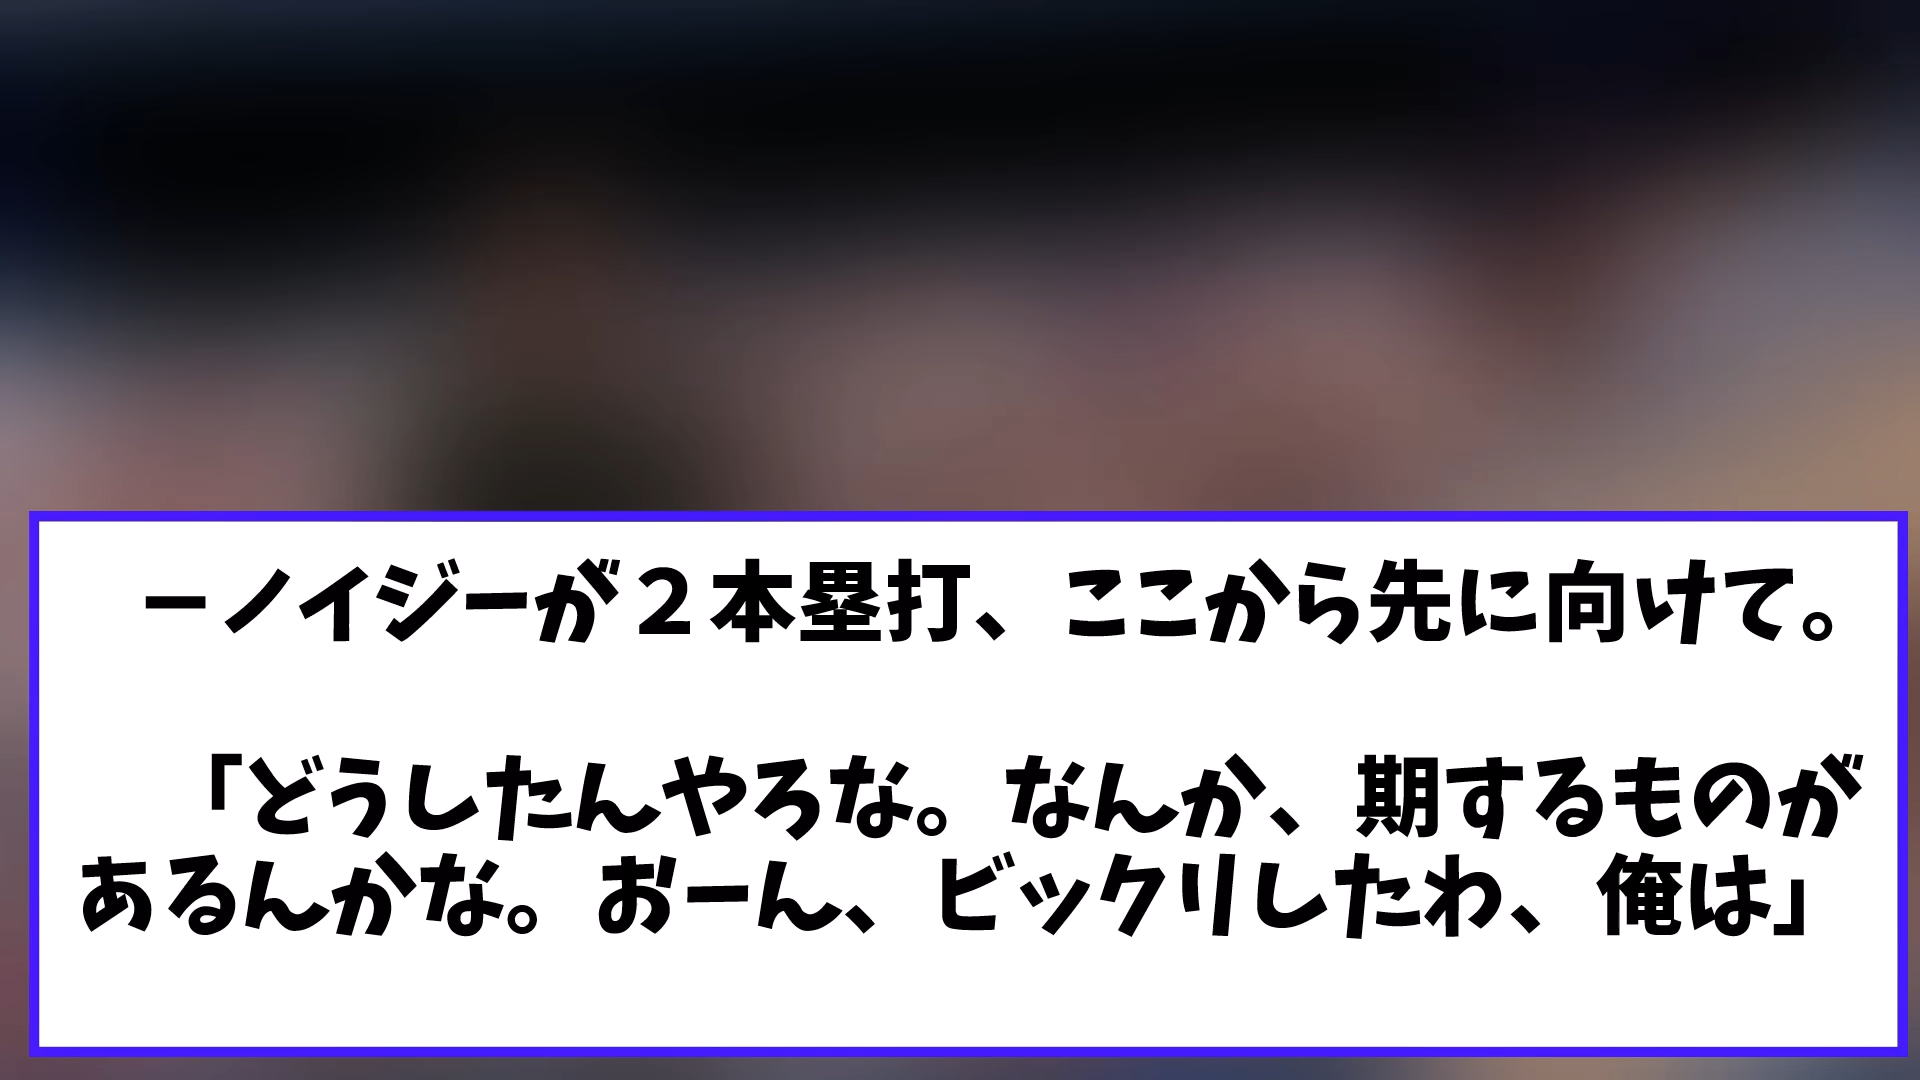 －ノイジーが２本塁打、ここから先に向けて。
「どうしたんやろな。なんか、期するものが
あるんかな。おーん、ビックリしたわ、俺は」